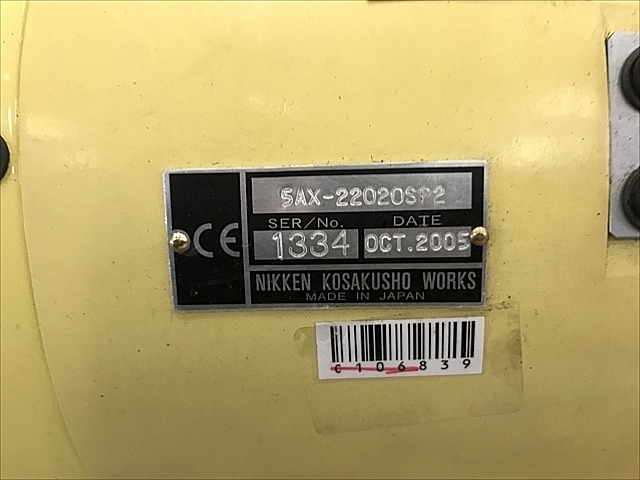 5AX-22020SP2
SER/No. DATE
CE 1334 OCT.2005
NIKKEN KOSAKUSHO WORKS
MADE IN JAPAN
C106839